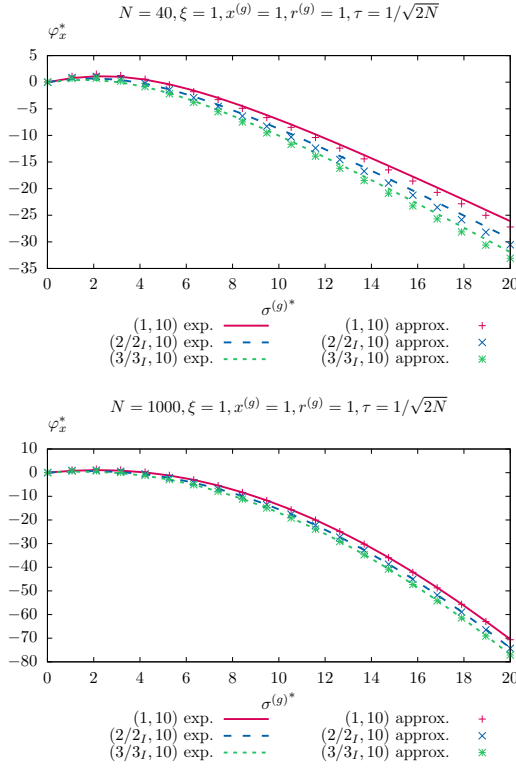 N = 40, ξ = 1, x^(g) = 1, r^(g) = 1, τ = 1/√2N
φ_x^*
5
0
−5
−10
−15
−20
−25
−30
−35
0 2 4 6 8 10 12 14 16 18 20
σ^(g)*
(1, 10) exp. (1, 10) approx.
(2/2_I, 10) exp. (2/2_I, 10) approx.
(3/3_I, 10) exp. (3/3_I, 10) approx.
N = 1000, ξ = 1, x^(g) = 1, r^(g) = 1, τ = 1/√2N
φ_x^*
10
0
−10
−20
−30
−40
−50
−60
−70
−80
0 2 4 6 8 10 12 14 16 18 20
σ^(g)*
(1, 10) exp. (1, 10) approx.
(2/2_I, 10) exp. (2/2_I, 10) approx.
(3/3_I, 10) exp. (3/3_I, 10) approx.